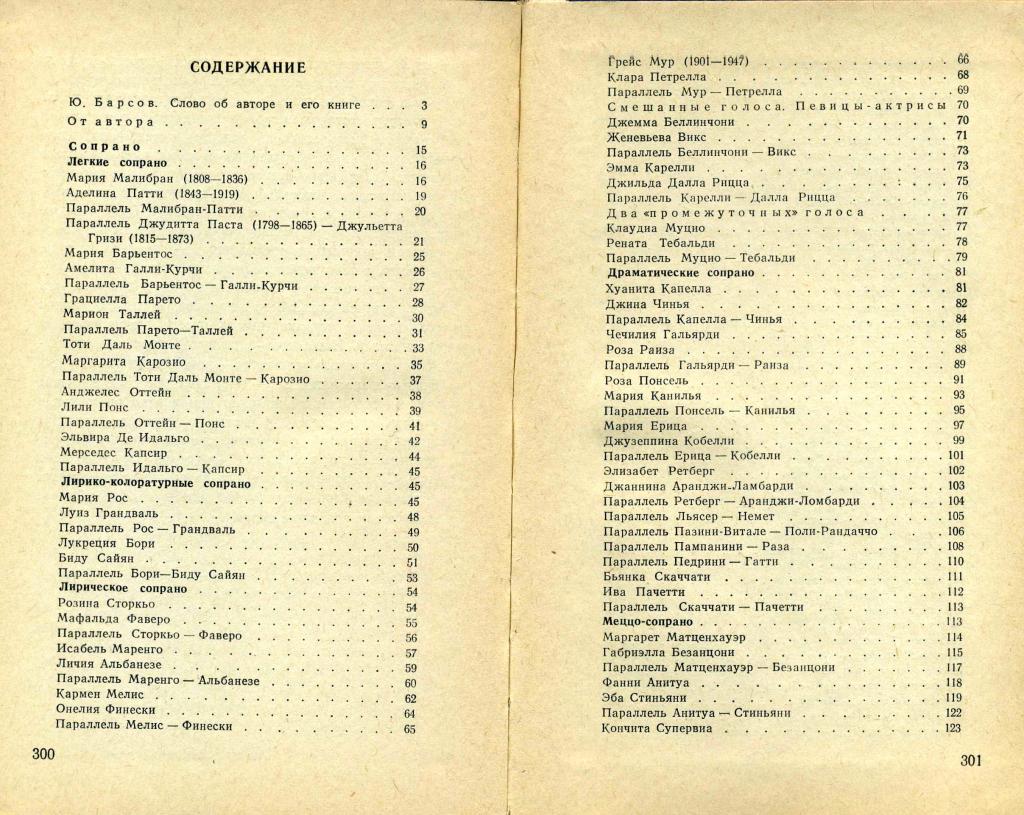 СОДЕРЖАНИЕ
Ю. Барсов. Слово об авторе и его книге . . . 3
От автора . . . 9
Сопрано . . . 15
Легкие сопрано . . . 16
Мария Малибран (1808—1836) . . . 16
Аделина Патти (1843—1919) . . . 19
Параллель Малибран-Патти . . . 20
Параллель Джудитта Паста (1798—1865) — Джульетта
Гризи (1815—1873) . . . 21
Мария Барьентос . . . 25
Амелита Галли-Курчи . . . 26
Параллель Барьентос — Галли-Курчи . . . 27
Грациелла Парето . . . 28
Марион Таллей . . . 30
Параллель Парето—Таллей . . . 31
Тоти Даль Монте . . . 33
Маргарита Карозио . . . 35
Параллель Тоти Даль Монте — Карозио . . . 37
Анджелес Оттейн . . . 38
Лили Понс . . . 39
Параллель Оттейн — Понс . . . 41
Эльвира Де Идальго . . . 42
Мерседес Капсир . . . 44
Параллель Идальго — Капсир . . . 45
Лирико-колоратурные сопрано . . . 45
Мария Рос . . . 45
Луиз Грандваль . . . 48
Параллель Рос — Грандваль . . . 49
Лукреция Бори . . . 50
Биду Сайян . . . 51
Параллель Бори—Биду Сайян . . . 53
Лирическое сопрано . . . 54
Розина Сторкьо . . . 54
Мафальда Фаверо . . . 55
Параллель Сторкьо — Фаверо . . . 56
Исабель Маренго . . . 57
Личия Альбанезе . . . 59
Параллель Маренго — Альбанезе . . . 60
Кармен Мелис . . . 62
Онелия Финески . . . 64
Параллель Мелис — Финески . . . 65
300
Грейс Мур (1901—1947) . . . 66
Клара Петрелла . . . 68
Параллель Мур — Петрелла . . . 69
Смешанные голоса. Певицы-актрисы 70
Джемма Беллинчони . . . 70
Женевьева Викс . . . 71
Параллель Беллинчони — Викс . . . 73
Эмма Карелли . . . 73
Джильда Далла Рицца . . . 75
Параллель Карелли — Далла Рицца . . . 76
Два «промежуточных» голоса . . . 77
Клаудиа Муцио . . . 77
Рената Тебальди . . . 78
Параллель Муцио — Тебальди . . . 79
Драматические сопрано . . . 81
Хуанита Капелла . . . 81
Джина Чинья . . . 82
Параллель Капелла — Чинья . . . 84
Чечилия Гальярди . . . 85
Роза Раиза . . . 88
Параллель Гальярди — Раиза . . . 89
Роза Понсель . . . 91
Мария Канилья . . . 93
Параллель Понсель — Канилья . . . 95
Мария Ерица . . . 97
Джузеппина Кобелли . . . 99
Параллель Ерица — Кобелли . . . 101
Элизабет Ретберг . . . 102
Джаннина Аранджи-Ламбарди . . . 103
Параллель Ретберг — Аранджи-Ломбарди . . . 104
Параллель Льясер — Немет . . . 105
Параллель Пазини-Витале — Поли-Рандаччо . . . 106
Параллель Пампанини — Раза . . . 108
Параллель Педрини — Гатти . . . 110
Бьянка Скаччати . . . 111
Ива Пачетти . . . 112
Параллель Скаччати — Пачетти . . . 113
Меццо-сопрано . . . 113
Маргарет Матценхауэр . . . 114
Габриэлла Безанцони . . . 115
Параллель Матценхауэр — Безанцони . . . 117
Фанни Анитуа . . . 118
Эба Стиньяни . . . 119
Параллель Анитуа — Стиньяни . . . 122
Кончита Супервиа . . . 123
301